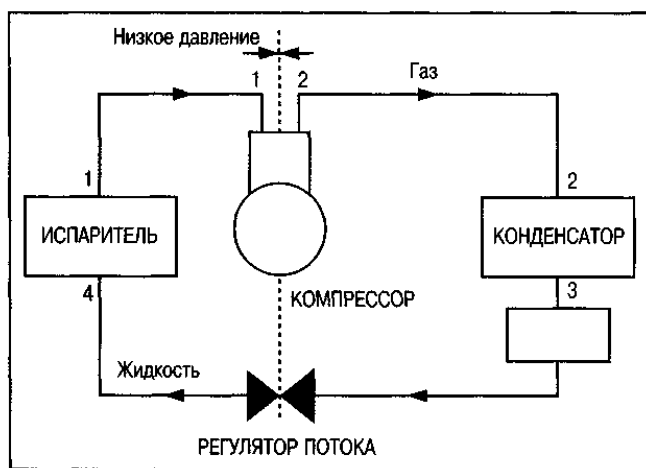 Низкое давление
1
2
Газ
1
2
ИСПАРИТЕЛЬ
КОНДЕНСАТОР
4
3
КОМПРЕССОР
Жидкость
РЕГУЛЯТОР ПОТОКА